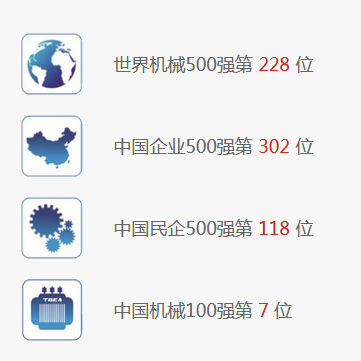 世界机械500强第 228 位
中国企业500强第 302 位
中国民企500强第 118 位
TBEA
中国机械100强第 7 位